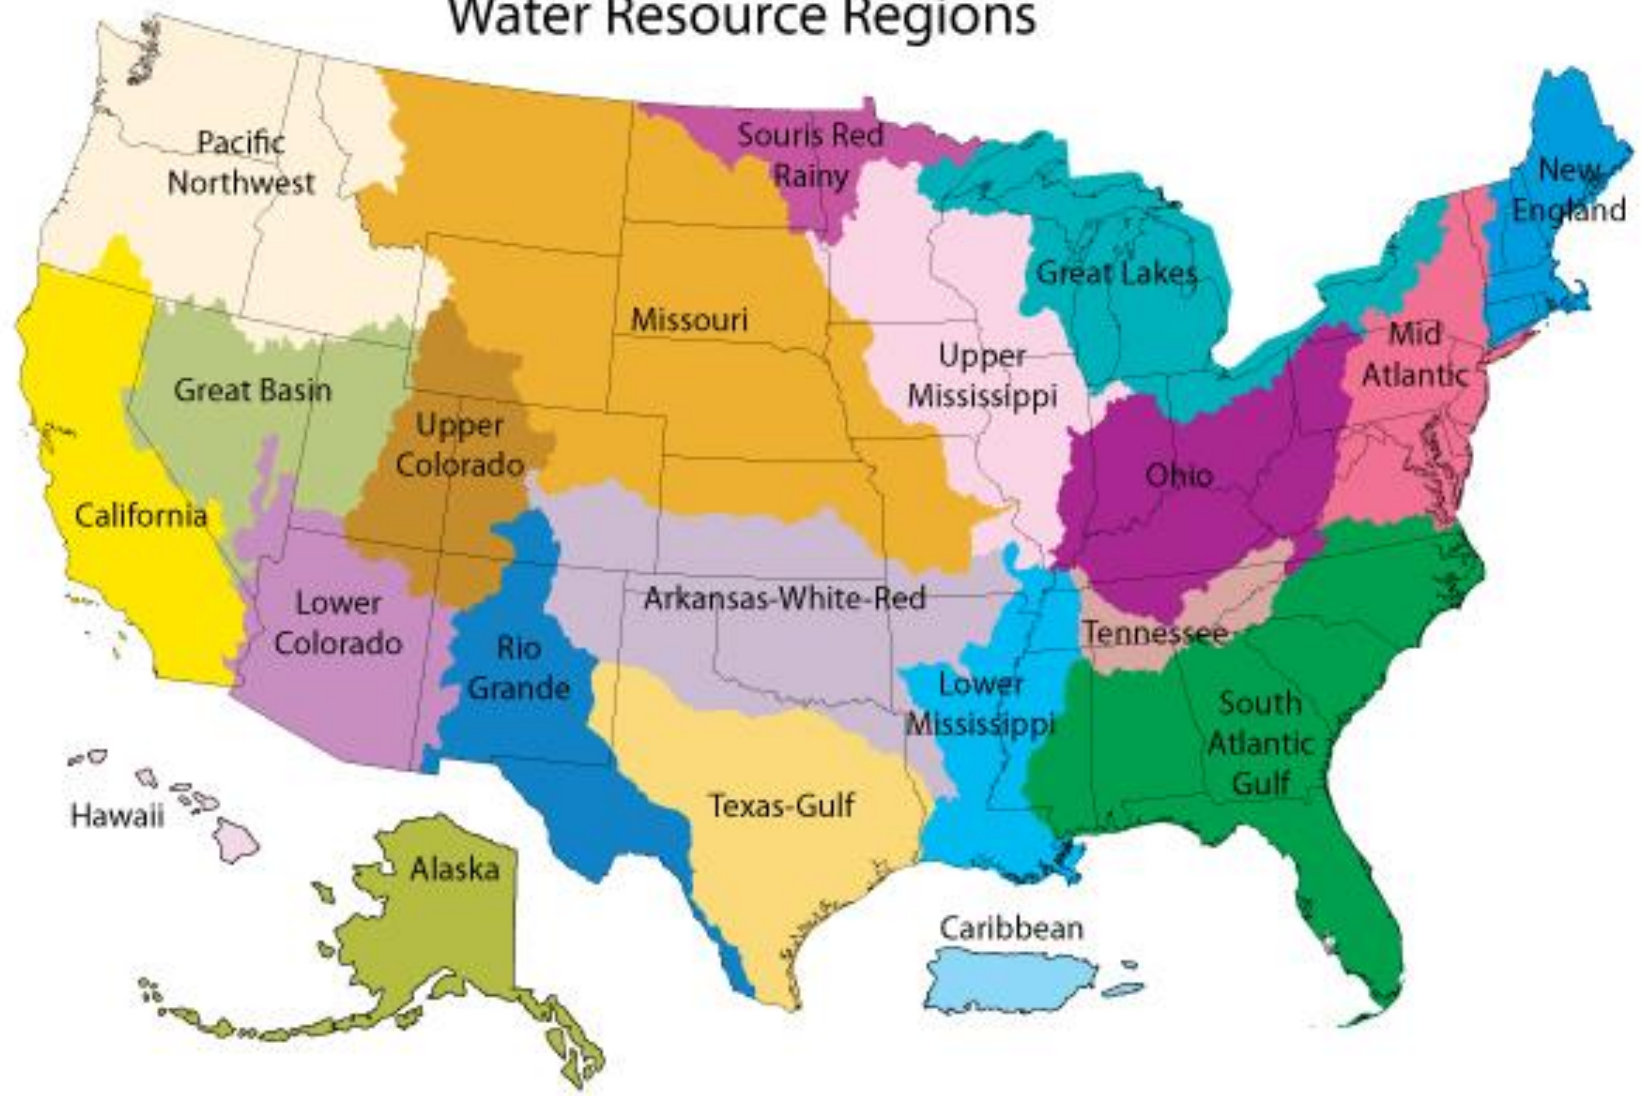 Water Resource Regions
Pacific
Northwest
Souris Red
Rainy
New
England
Great Lakes
Missouri
Mid
Atlantic
Upper
Mississippi
Great Basin
Upper
Colorado
Ohio
California
Arkansas-White-Red
Lower
Colorado
Tennessee
Rio
Grande
Lower
Mississippi
South
Atlantic
Gulf
Texas-Gulf
Hawaii
Alaska
Caribbean